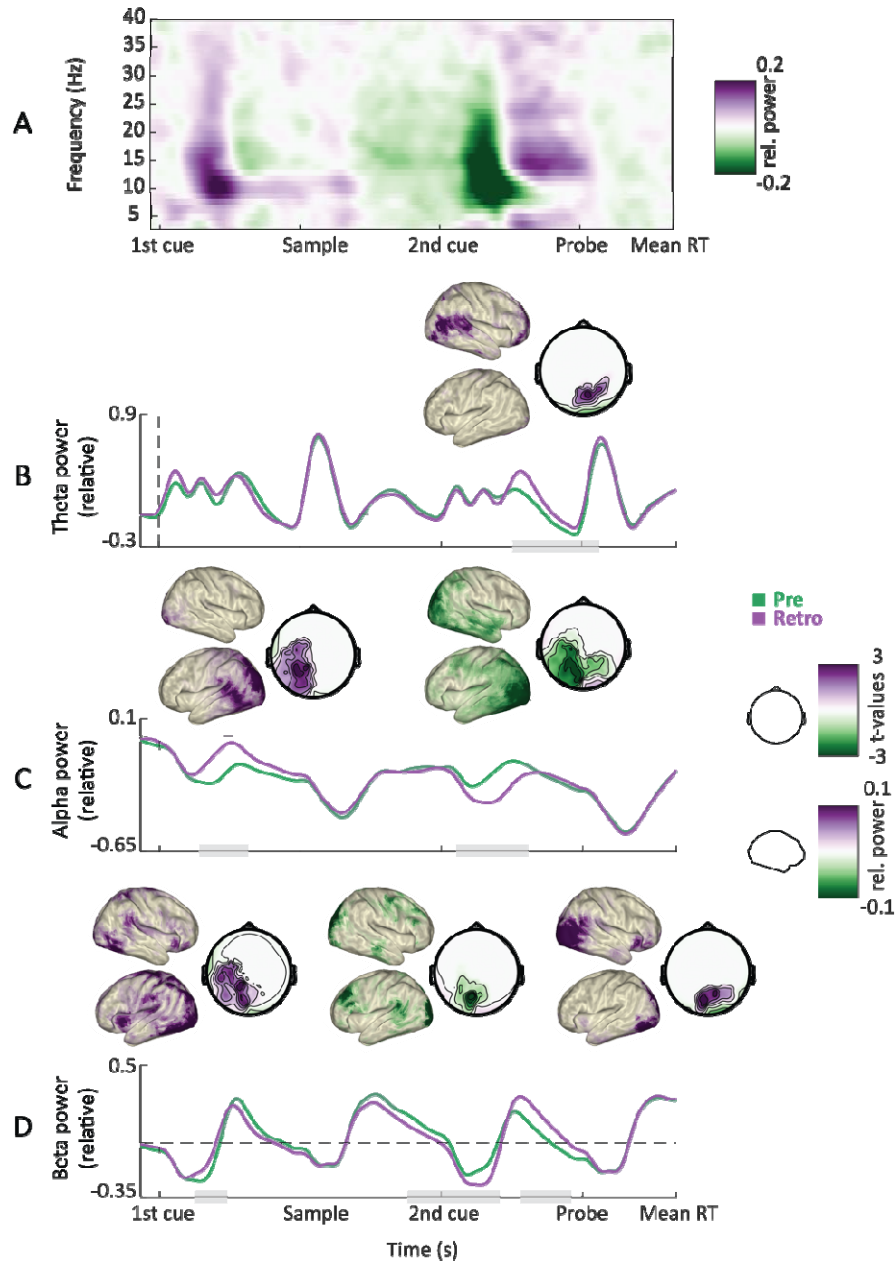 A
Frequency (Hz)
40
35
30
25
20
15
10
5
1st cue Sample 2nd cue Probe Mean RT
0.2
rel. power
-0.2
B
Theta power
(relative)
0.9
-0.3
Pre
Retro
C
Alpha power
(relative)
0.1
-0.65
3
t-values
-3
0.1
rel. power
-0.1
D
Beta power
(relative)
0.5
-0.35
1st cue Sample 2nd cue Probe Mean RT
Time (s)